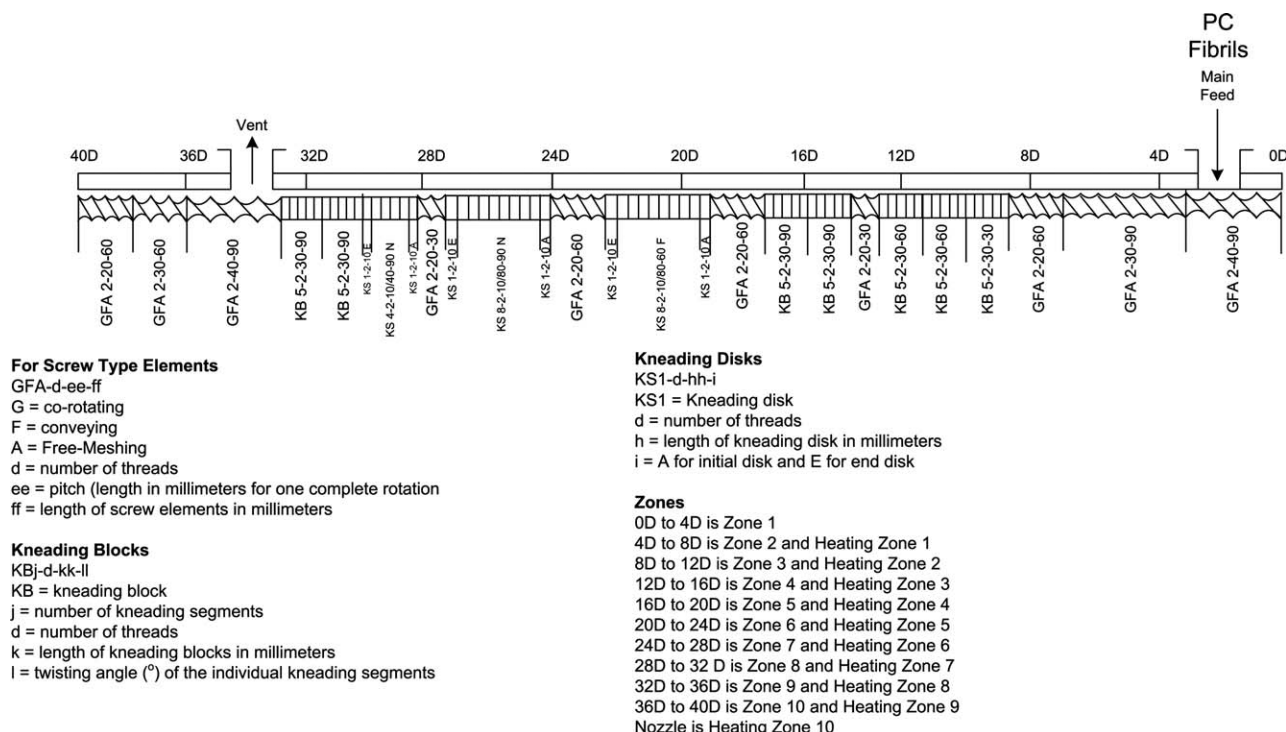 PC
Fibrils
Main
Feed
Vent
40D 36D 32D 28D 24D 20D 16D 12D 8D 4D 0D
GFA 2-20-60
GFA 2-30-60
GFA 2-40-90
KB 5-2-30-90
KB 5-2-30-90
KS 1-2-10 E
KS 4-2-10/40-90 N
KS 1-2-10 A
GFA 2-20-30
KS 1-2-10 E
KS 8-2-10/80-90 N
KS 1-2-10 A
GFA 2-20-60
KS 1-2-10 E
KS 8-2-10/80-60 F
KS 1-2-10 A
GFA 2-20-60
KB 5-2-30-90
KB 5-2-30-90
GFA 2-20-30
KB 5-2-30-60
KB 5-2-10-60
KB 5-2-30-30
GFA 2-20-60
GFA 2-30-90
GFA 2-40-90
For Screw Type Elements
GFA-d-ee-ff
G = co-rotating
F = conveying
A = Free-Meshing
d = number of threads
ee = pitch (length in millimeters for one complete rotation
ff = length of screw elements in millimeters
Kneading Blocks
KBj-d-kk-ll
KB = kneading block
j = number of kneading segments
d = number of threads
k = length of kneading blocks in millimeters
l = twisting angle (°) of the individual kneading segments
Kneading Disks
KS1-d-hh-i
KS1 = Kneading disk
d = number of threads
h = length of kneading disk in millimeters
i = A for initial disk and E for end disk
Zones
0D to 4D is Zone 1
4D to 8D is Zone 2 and Heating Zone 1
8D to 12D is Zone 3 and Heating Zone 2
12D to 16D is Zone 4 and Heating Zone 3
16D to 20D is Zone 5 and Heating Zone 4
20D to 24D is Zone 6 and Heating Zone 5
24D to 28D is Zone 7 and Heating Zone 6
28D to 32 D is Zone 8 and Heating Zone 7
32D to 36D is Zone 9 and Heating Zone 8
36D to 40D is Zone 10 and Heating Zone 9
Nozzle is Heating Zone 10